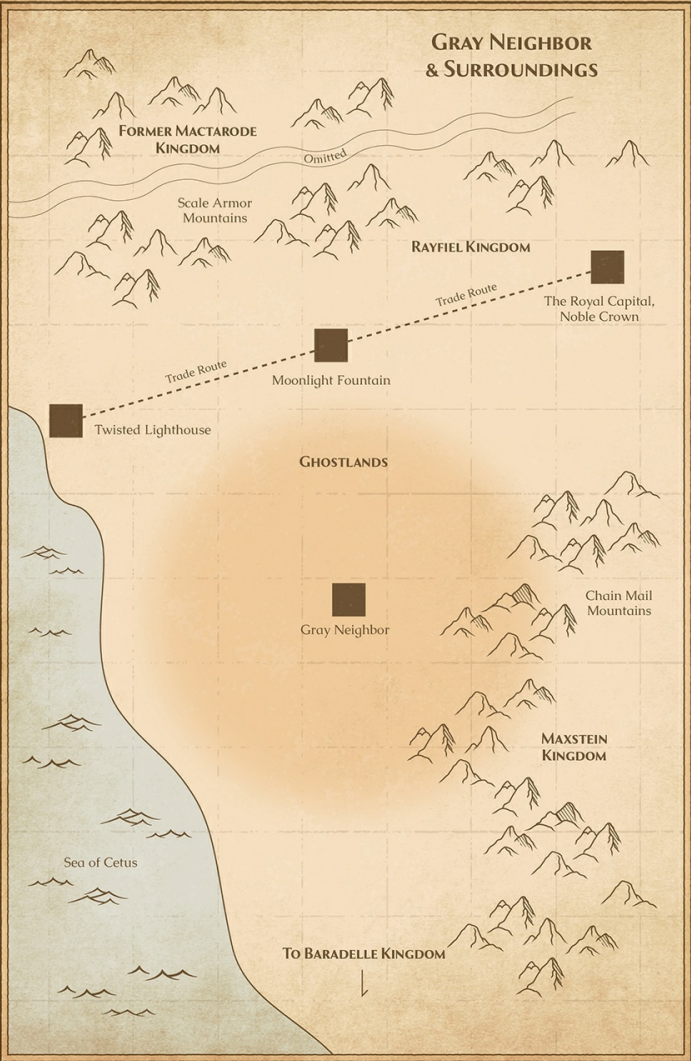 GRAY NEIGHBOR
& SURROUNDINGS
FORMER MACTARODE
KINGDOM
Omitted
Scale Armor
Mountains
RAYFIEL KINGDOM
Trade Route
The Royal Capital,
Noble Crown
Trade Route
Moonlight Fountain
Twisted Lighthouse
GHOSTLANDS
Chain Mail
Mountains
Gray Neighbor
MAXSTEIN
KINGDOM
Sea of Cetus
TO BARADELLE KINGDOM